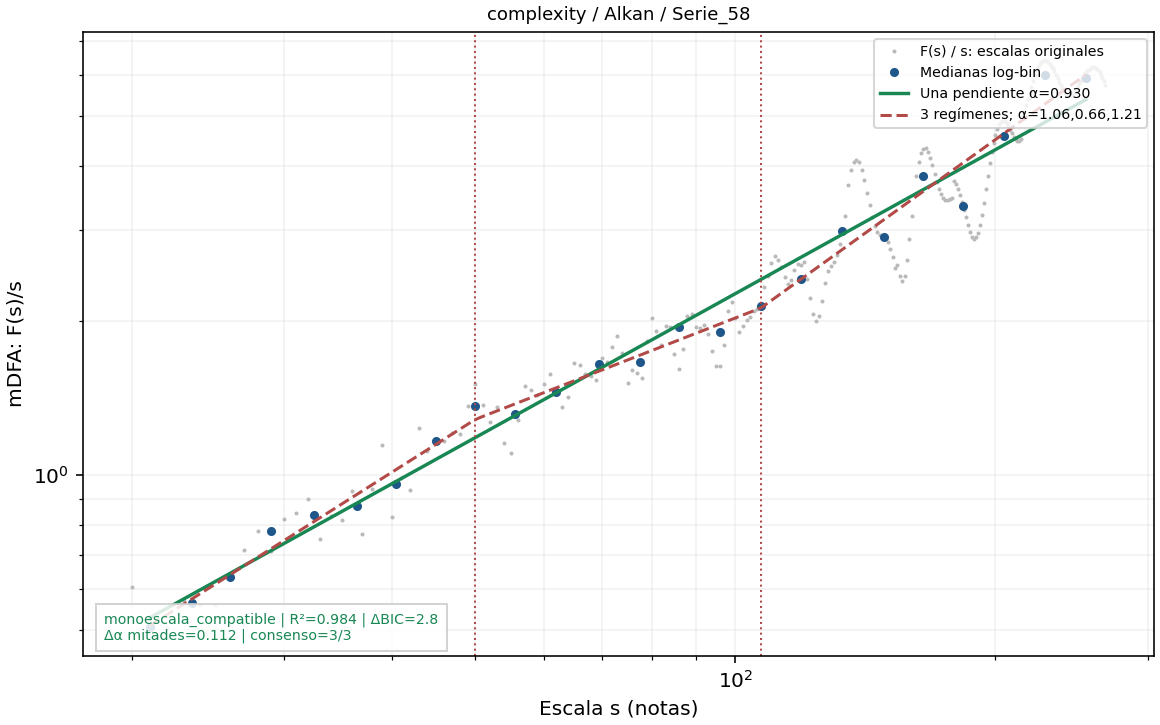 complexity / Alkan / Serie_58
F(s) / s: escalas originales
Medianas log-bin
Una pendiente α=0.930
3 regímenes; α=1.06,0.66,1.21
mDFA: F(s)/s
10⁰
monoescala_compatible | R²=0.984 | ΔBIC=2.8
Δα mitades=0.112 | consenso=3/3
10²
Escala s (notas)